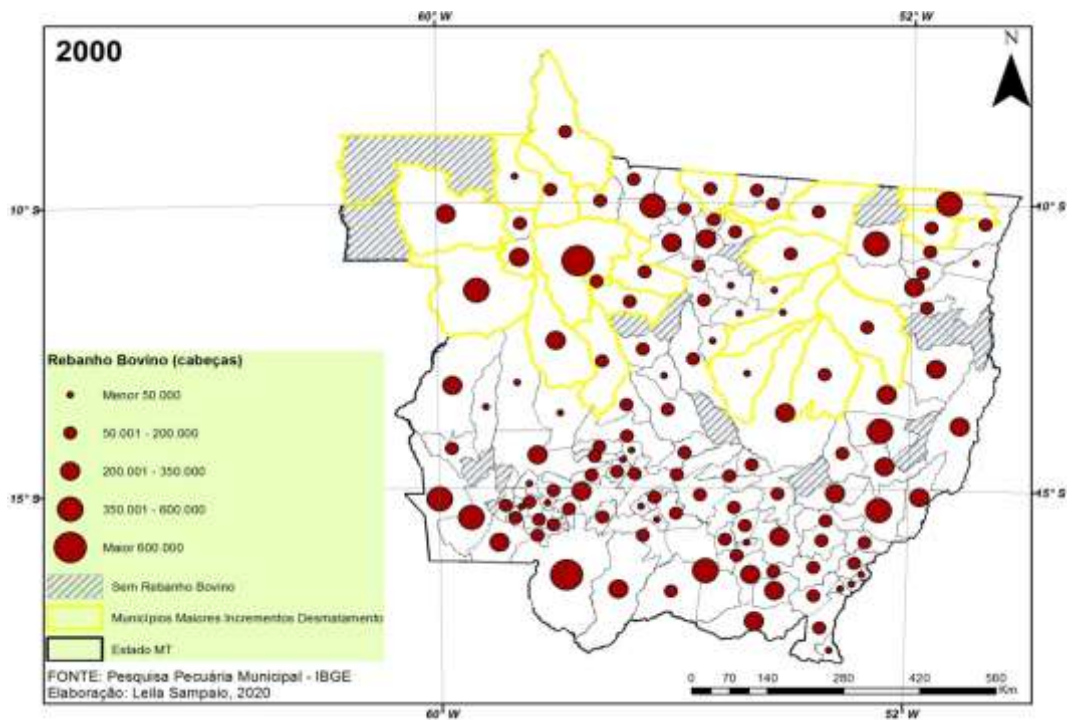 60° W
52° W
2000
N
10° S
10° S
Rebanho Bovino (cabeças)
Menor 50.000
50.001 - 200.000
200.001 - 350.000
350.001 - 600.000
Maior 600.000
Sem Rebanho Bovino
Municípios Maiores Incrementos Desmatamento
Estado MT
15° S
15° S
FONTE: Pesquisa Pecuária Municipal - IBGE
Elaboração: Leila Sampaio, 2020
0 70 140 280 420 560
Km
60° W
52° W